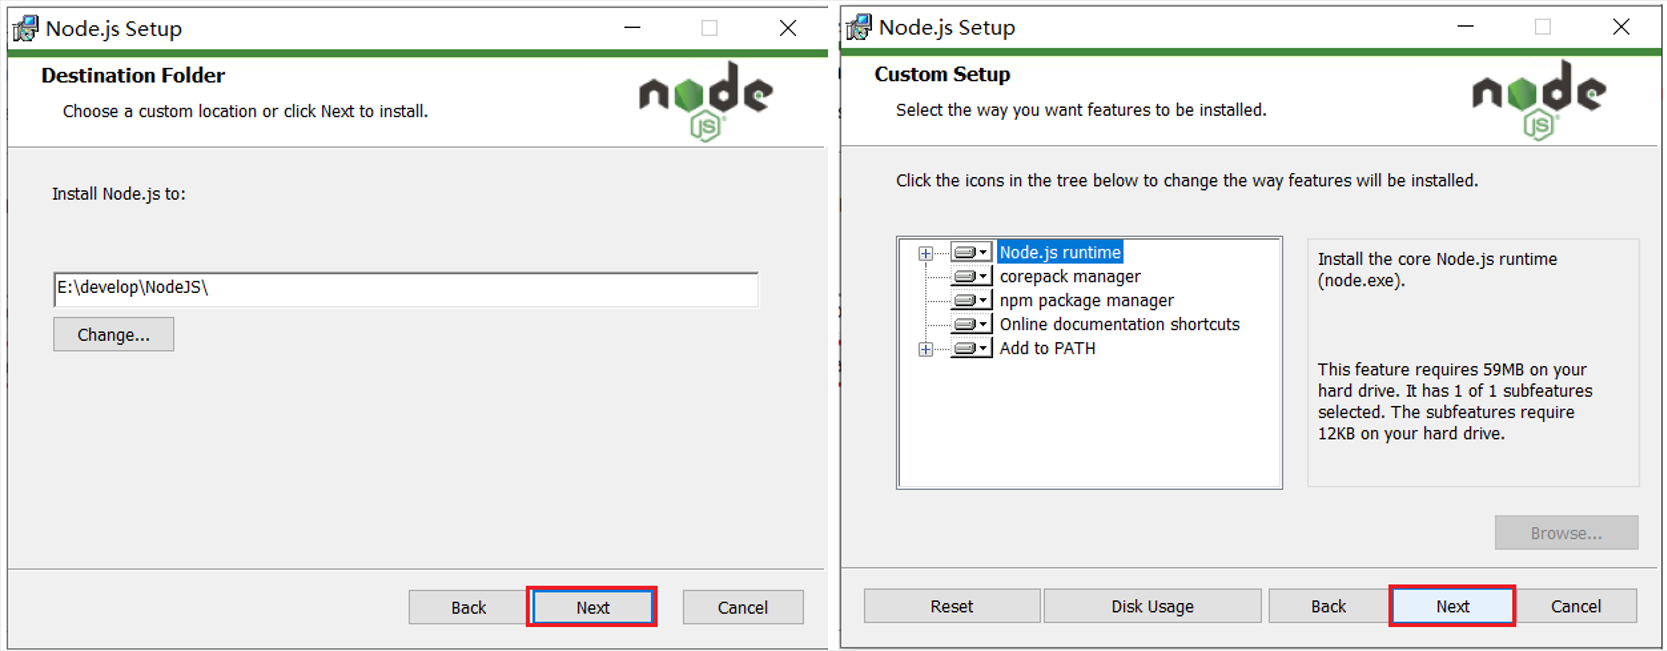 Node.js Setup
Destination Folder
Choose a custom location or click Next to install.
node
JS
Install Node.js to:
E:\develop\NodeJS\
Change...
Back
Next
Cancel
Node.js Setup
Custom Setup
Select the way you want features to be installed.
node
JS
Click the icons in the tree below to change the way features will be installed.
Node.js runtime
corepack manager
npm package manager
Online documentation shortcuts
Add to PATH
Install the core Node.js runtime
(node.exe).
This feature requires 59MB on your
hard drive. It has 1 of 1 subfeatures
selected. The subfeatures require
12KB on your hard drive.
Browse...
Reset
Disk Usage
Back
Next
Cancel